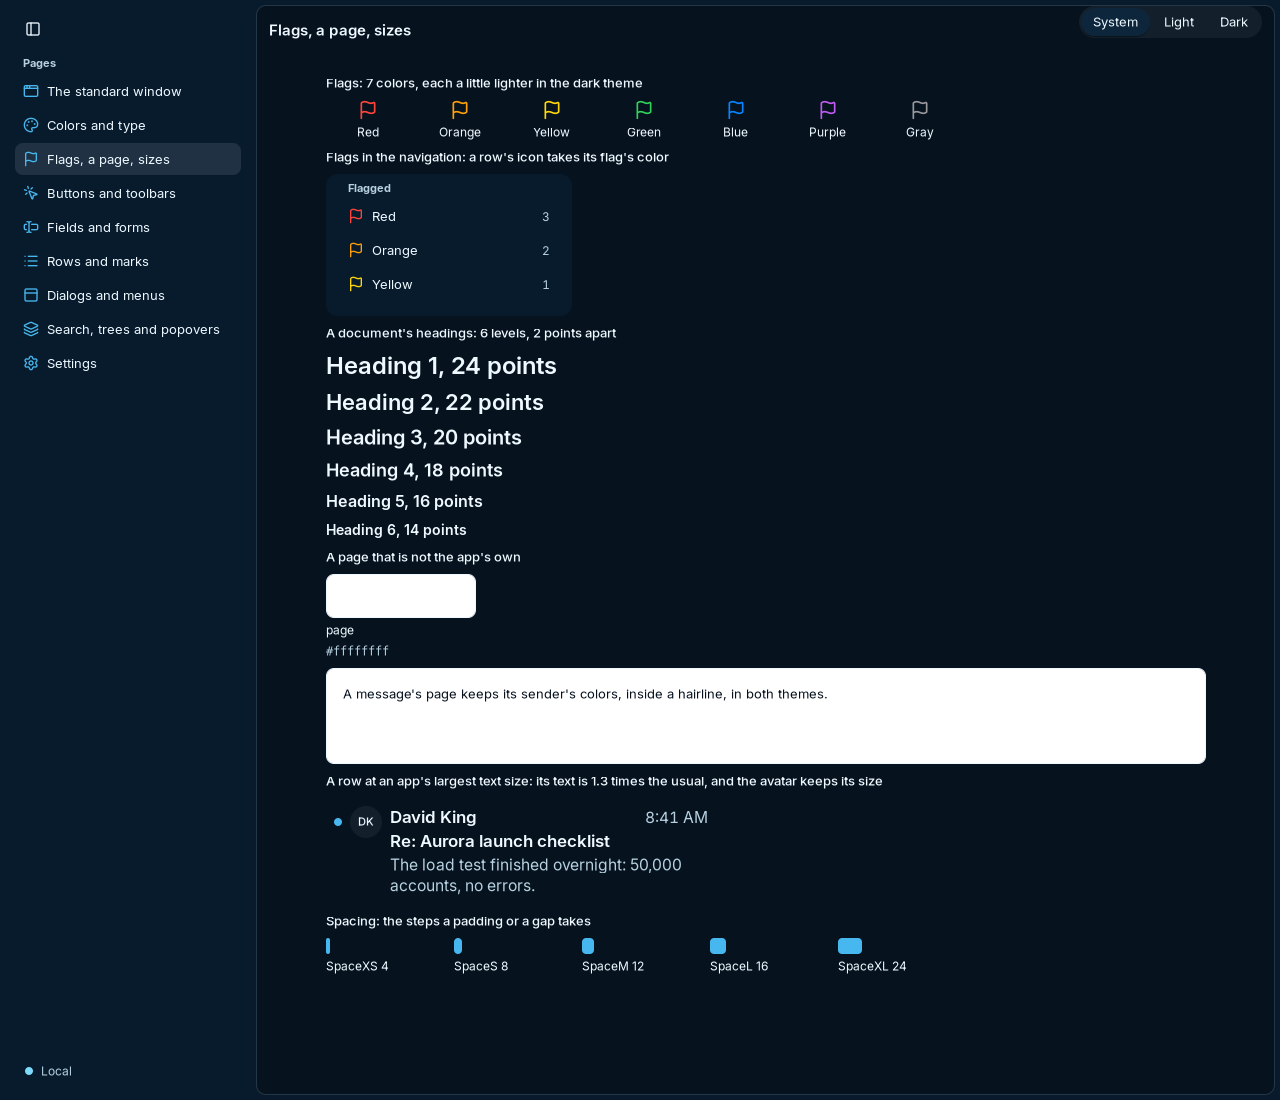 Flags, a page, sizes
System Light Dark
Pages
The standard window
Colors and type
Flags, a page, sizes
Buttons and toolbars
Fields and forms
Rows and marks
Dialogs and menus
Search, trees and popovers
Settings
Local
Flags: 7 colors, each a little lighter in the dark theme
Red Orange Yellow Green Blue Purple Gray
Flags in the navigation: a row's icon takes its flag's color
Flagged
Red 3
Orange 2
Yellow 1
A document's headings: 6 levels, 2 points apart
Heading 1, 24 points
Heading 2, 22 points
Heading 3, 20 points
Heading 4, 18 points
Heading 5, 16 points
Heading 6, 14 points
A page that is not the app's own
page
#ffffffff
A message's page keeps its sender's colors, inside a hairline, in both themes.
A row at an app's largest text size: its text is 1.3 times the usual, and the avatar keeps its size
DK David King 8:41 AM
Re: Aurora launch checklist
The load test finished overnight: 50,000
accounts, no errors.
Spacing: the steps a padding or a gap takes
SpaceXS 4 SpaceS 8 SpaceM 12 SpaceL 16 SpaceXL 24